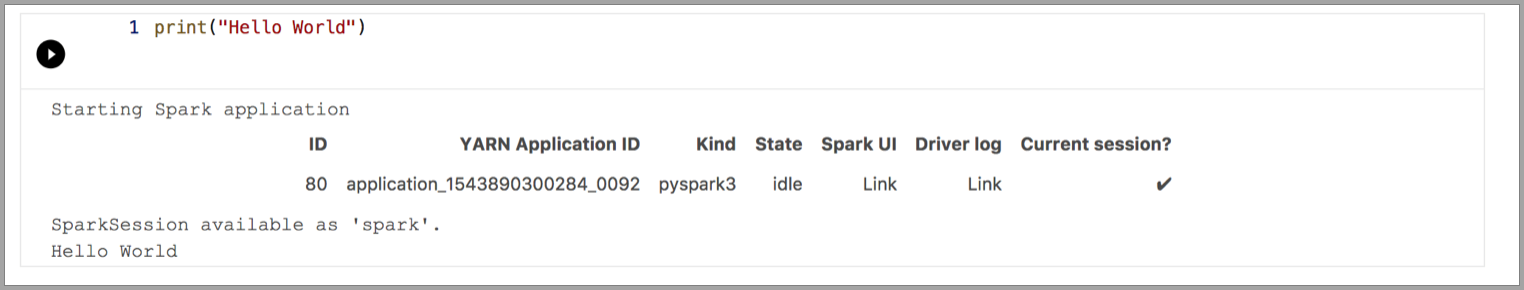 1 print("Hello World")
Starting Spark application
ID YARN Application ID Kind State Spark UI Driver log Current session?
80 application_1543890300284_0092 pyspark3 idle Link Link ✔
SparkSession available as 'spark'.
Hello World